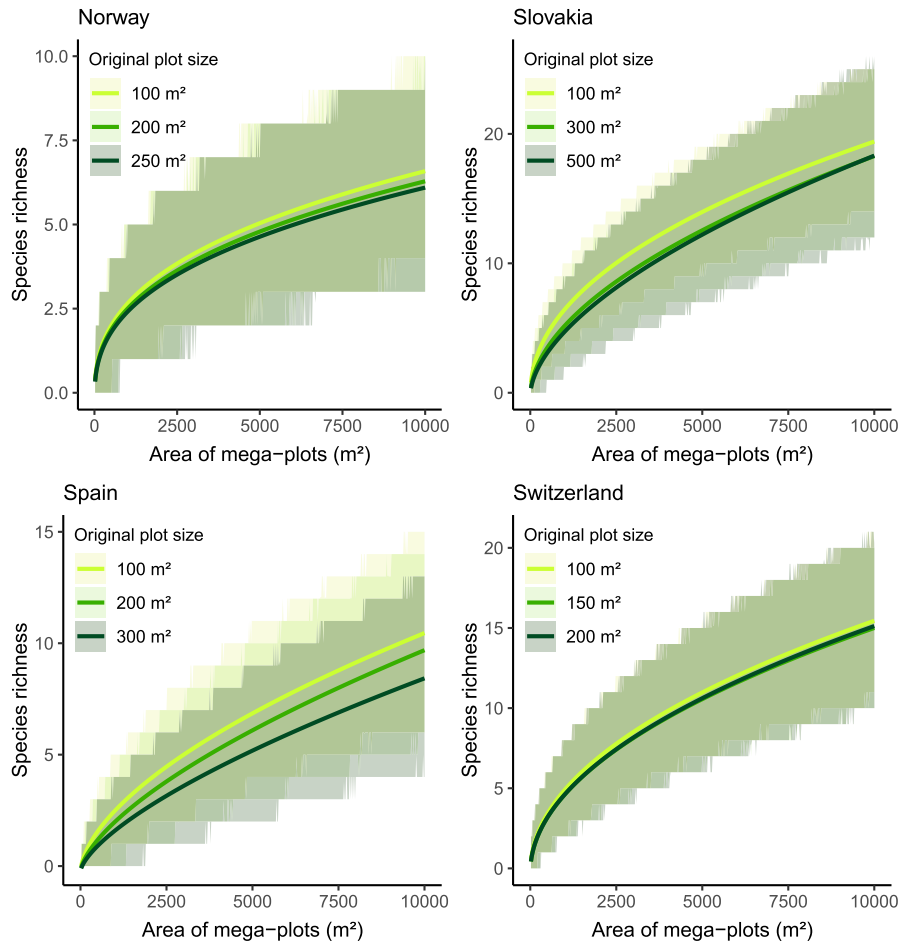 Norway
Original plot size
100 m²
200 m²
250 m²
10.0
7.5
5.0
2.5
0.0
Species richness
0 2500 5000 7500 10000
Area of mega−plots (m²)
Slovakia
Original plot size
100 m²
300 m²
500 m²
20
10
0
Species richness
0 2500 5000 7500 10000
Area of mega−plots (m²)
Spain
Original plot size
100 m²
200 m²
300 m²
15
10
5
0
Species richness
0 2500 5000 7500 10000
Area of mega−plots (m²)
Switzerland
Original plot size
100 m²
150 m²
200 m²
20
15
10
5
0
Species richness
0 2500 5000 7500 10000
Area of mega−plots (m²)